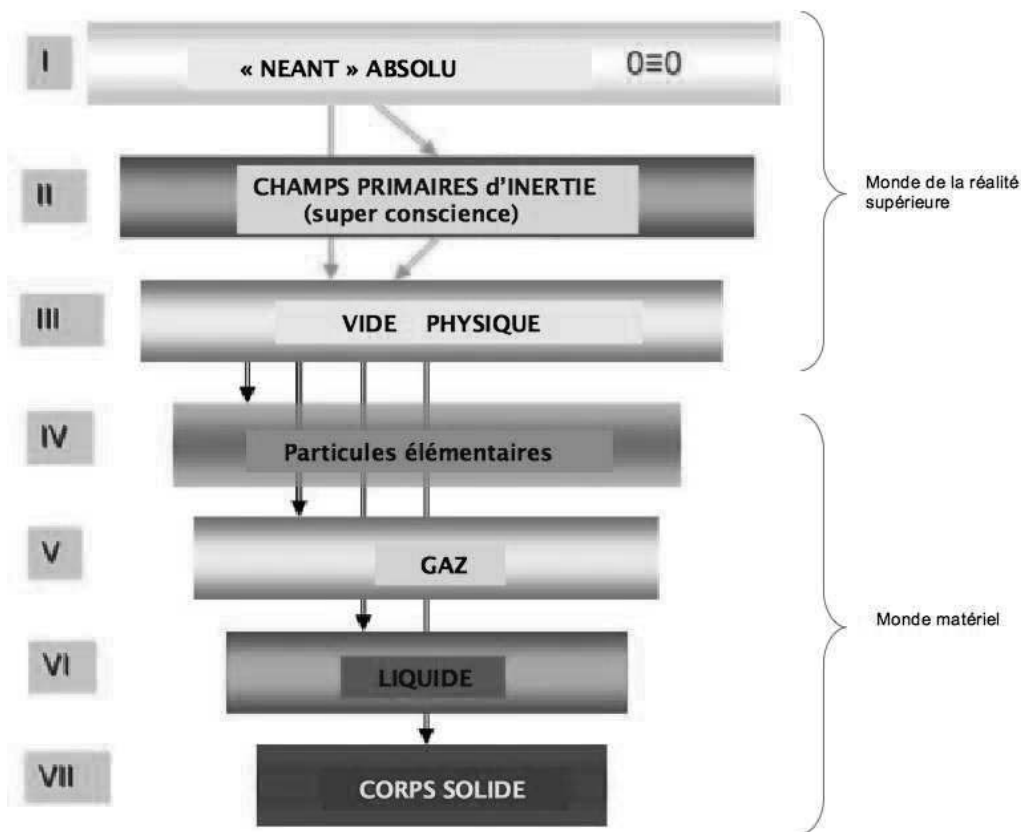 I
« NEANT » ABSOLU 0≡0
II
CHAMPS PRIMAIRES d'INERTIE
(super conscience)
Monde de la réalité
supérieure
III
VIDE PHYSIQUE
IV
Particules élémentaires
V
GAZ
Monde matériel
VI
LIQUIDE
VII
CORPS SOLIDE